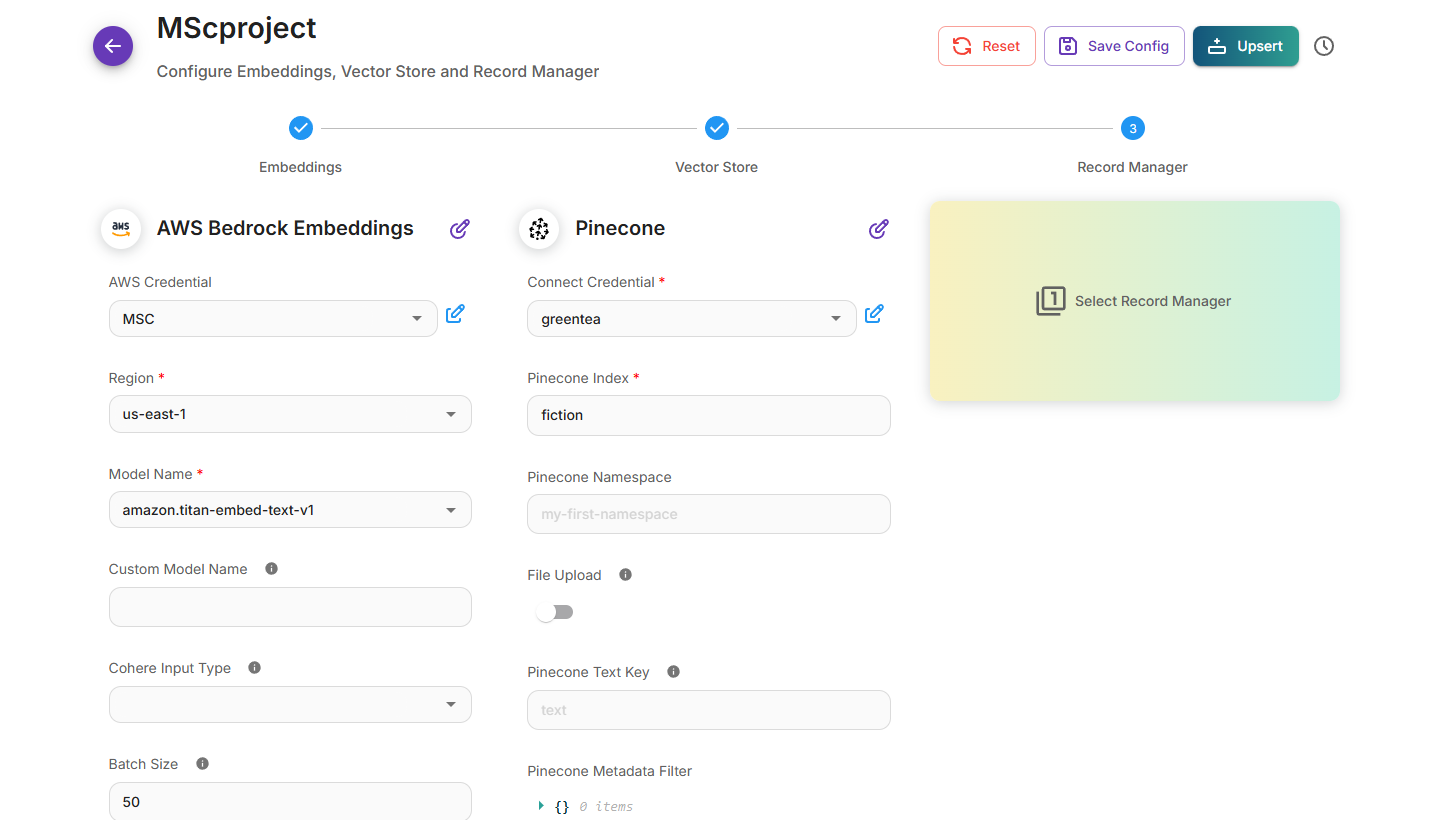 MScproject
Configure Embeddings, Vector Store and Record Manager
Reset
Save Config
Upsert
3
Embeddings
Vector Store
Record Manager
aws
AWS Bedrock Embeddings
AWS Credential
MSC
Region *
us-east-1
Model Name *
amazon.titan-embed-text-v1
Custom Model Name
Cohere Input Type
Batch Size
50
Pinecone
Connect Credential *
greentea
Pinecone Index *
fiction
Pinecone Namespace
my-first-namespace
File Upload
Pinecone Text Key
text
Pinecone Metadata Filter
{} 0 items
1
Select Record Manager